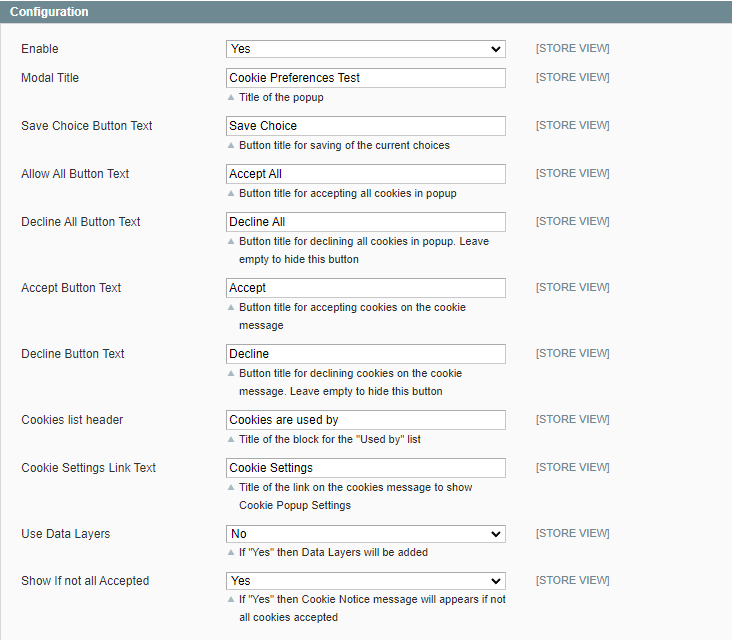 Configuration
Enable Yes [STORE VIEW]
Modal Title Cookie Preferences Test [STORE VIEW]
Title of the popup
Save Choice Button Text Save Choice [STORE VIEW]
Button title for saving of the current choices
Allow All Button Text Accept All [STORE VIEW]
Button title for accepting all cookies in popup
Decline All Button Text Decline All [STORE VIEW]
Button title for declining all cookies in popup. Leave
empty to hide this button
Accept Button Text Accept [STORE VIEW]
Button title for accepting cookies on the cookie
message
Decline Button Text Decline [STORE VIEW]
Button title for declining cookies on the cookie
message. Leave empty to hide this button
Cookies list header Cookies are used by [STORE VIEW]
Title of the block for the "Used by" list
Cookie Settings Link Text Cookie Settings [STORE VIEW]
Title of the link on the cookies message to show
Cookie Popup Settings
Use Data Layers No [STORE VIEW]
If "Yes" then Data Layers will be added
Show If not all Accepted Yes [STORE VIEW]
If "Yes" then Cookie Notice message will appears if not
all cookies accepted